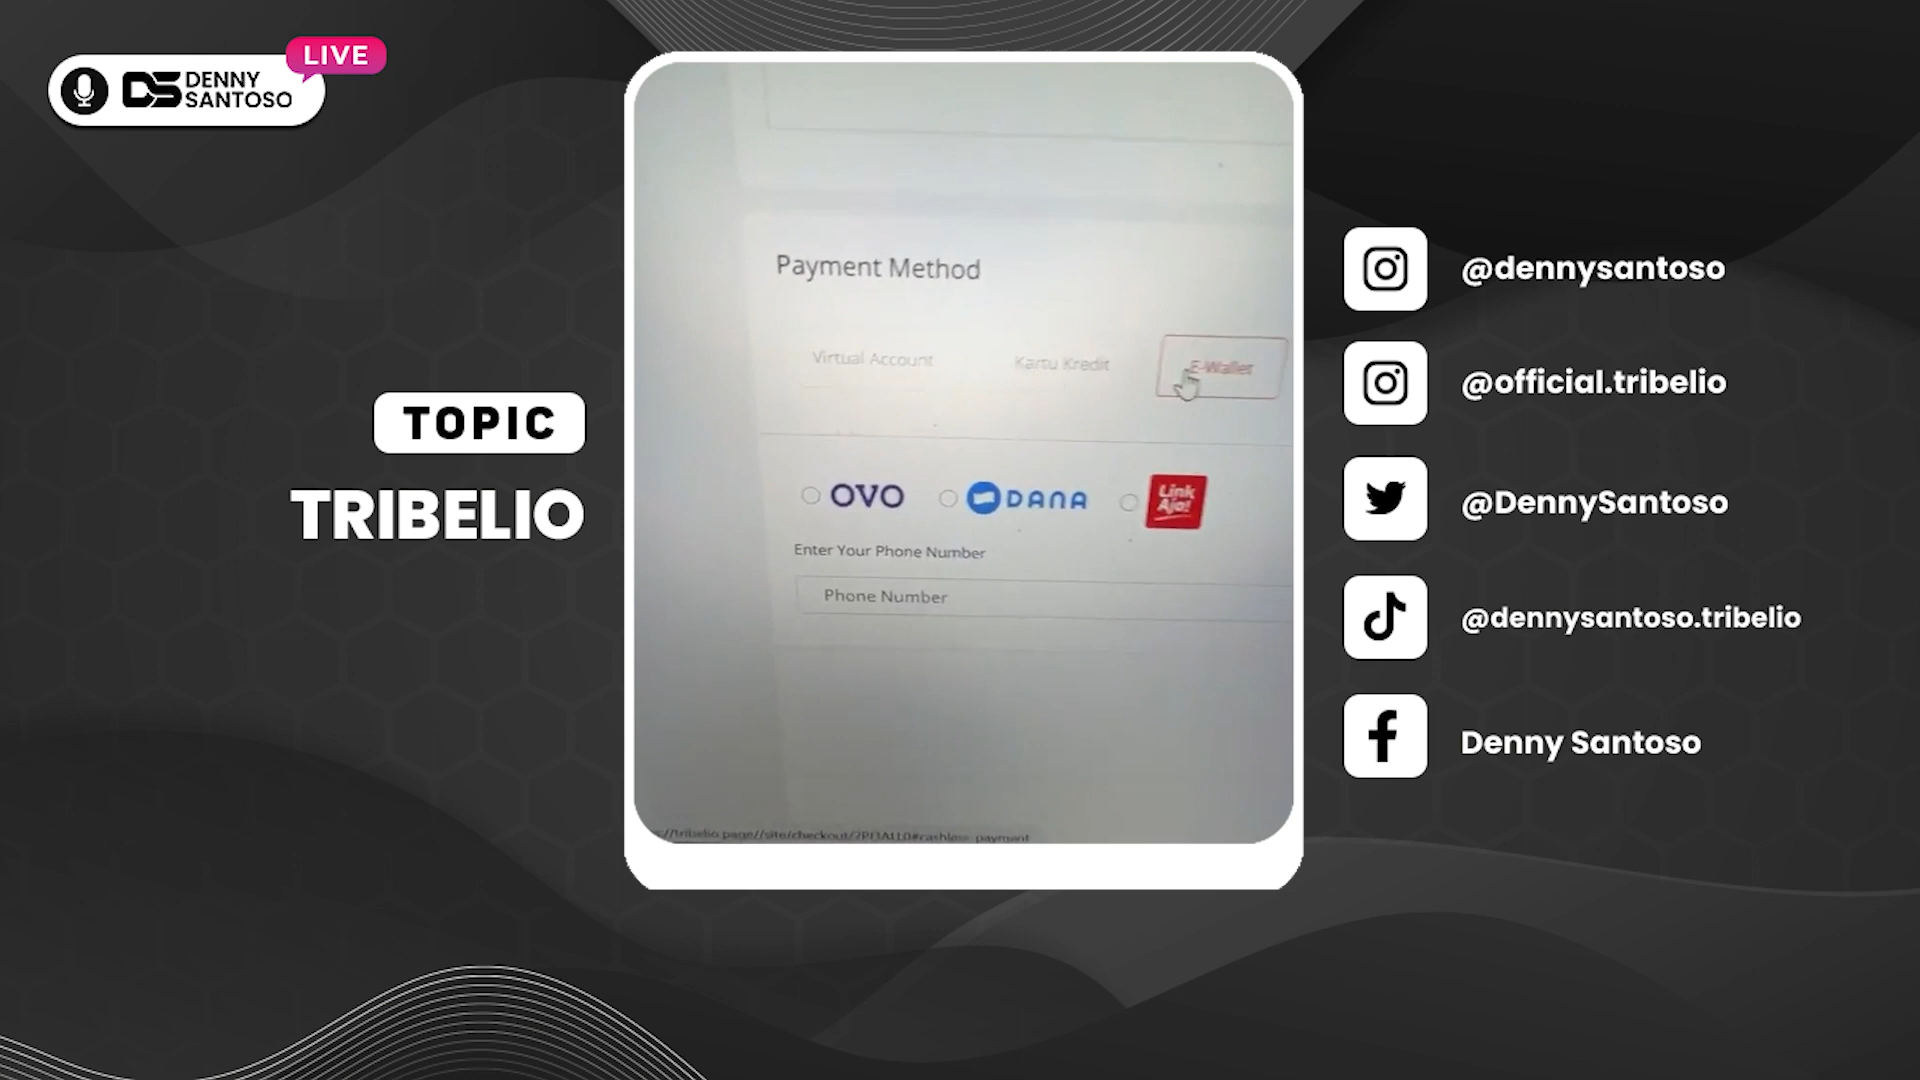 LIVE
DS DENNY
SANTOSO
TOPIC
TRIBELIO
Payment Method
Virtual Account
Kartu Kredit
E-Wallet
OVO
DANA
Link
Aja!
Enter Your Phone Number
Phone Number
@dennysantoso
@official.tribelio
@DennySantoso
@dennysantoso.tribelio
Denny Santoso